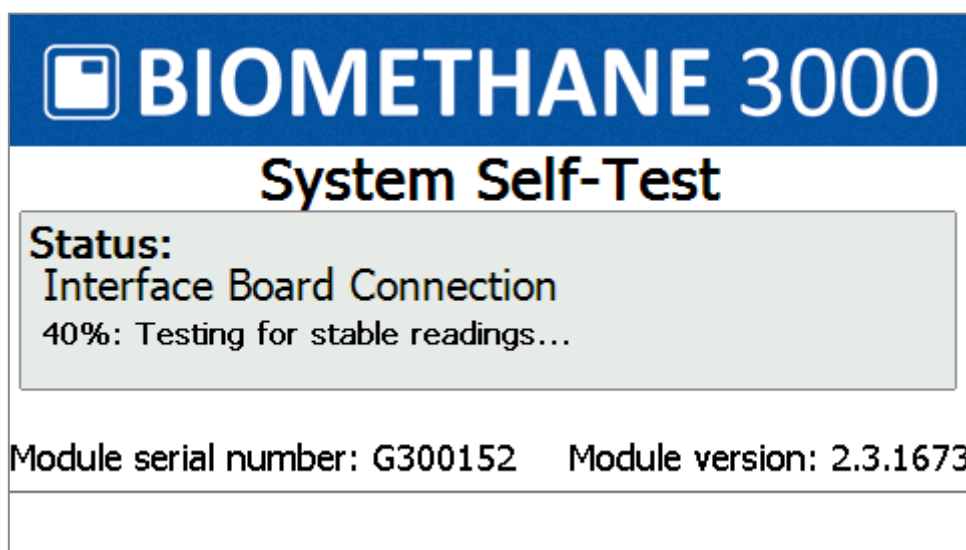 BIOMETHANE 3000
System Self-Test
Status:
Interface Board Connection
40%: Testing for stable readings...
Module serial number: G300152 Module version: 2.3.1673